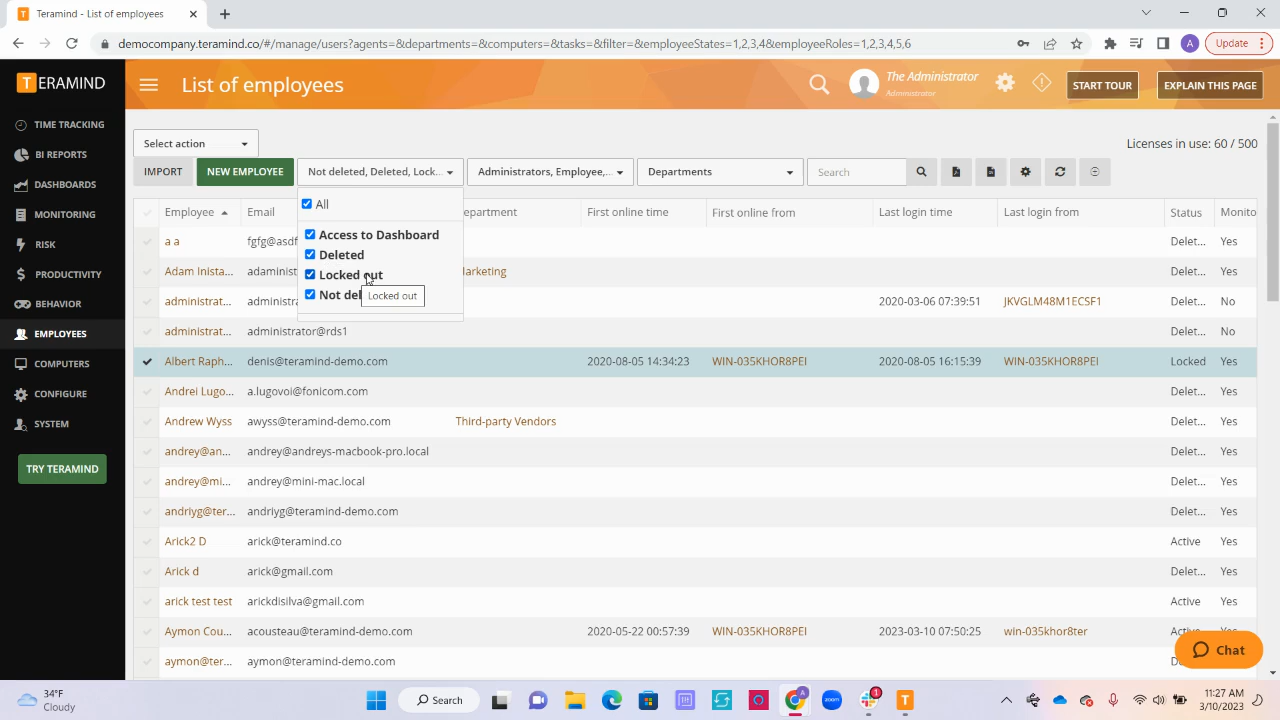 Teramind - List of employees
democompany.teramind.co/#/manage/users?agents=&departments=&computers=&tasks=&filter=&employeeStates=1,2,3,4&employeeRoles=1,2,3,4,5,6
A
Update
TERAMIND
List of employees
The Administrator
Administrator
START TOUR
EXPLAIN THIS PAGE
TIME TRACKING
BI REPORTS
DASHBOARDS
MONITORING
RISK
PRODUCTIVITY
BEHAVIOR
EMPLOYEES
COMPUTERS
CONFIGURE
SYSTEM
TRY TERAMIND
Select action
Licenses in use: 60 / 500
IMPORT NEW EMPLOYEE Not deleted, Deleted, Lock... Administrators, Employee,... Departments Search
All
Access to Dashboard
Deleted
Locked out
Not del
Locked out
Employee Email epartment First online time First online from Last login time Last login from Status Monito
a a fgfg@asdf Delet... Yes
Adam Inista... adaminist Marketing Delet... Yes
administrat... administra 2020-03-06 07:39:51 JKVGLM48M1ECSF1 Delet... No
administrat... administrator@rds1 Delet... No
Albert Raph... denis@teramind-demo.com 2020-08-05 14:34:23 WIN-035KHOR8PEI 2020-08-05 16:15:39 WIN-035KHOR8PEI Locked Yes
Andrei Lugo... a.lugovoi@fonicom.com Delet... Yes
Andrew Wyss awyss@teramind-demo.com Third-party Vendors Delet... Yes
andrey@an... andrey@andreys-macbook-pro.local Delet... Yes
andrey@mi... andrey@mini-mac.local Delet... Yes
andriyg@ter... andriyg@teramind-demo.com Delet... Yes
Arick2 D arick@teramind.co Active Yes
Arick d arick@gmail.com Delet... Yes
arick test test arickdisilva@gmail.com Active Yes
Aymon Cou... acousteau@teramind-demo.com 2020-05-22 00:57:39 WIN-035KHOR8PEI 2023-03-10 07:50:25 win-035khor8ter Active Yes
aymon@ter... aymon@teramind-demo.com
Chat
34°F
Cloudy
Search
zoom
1
11:27 AM
3/10/2023